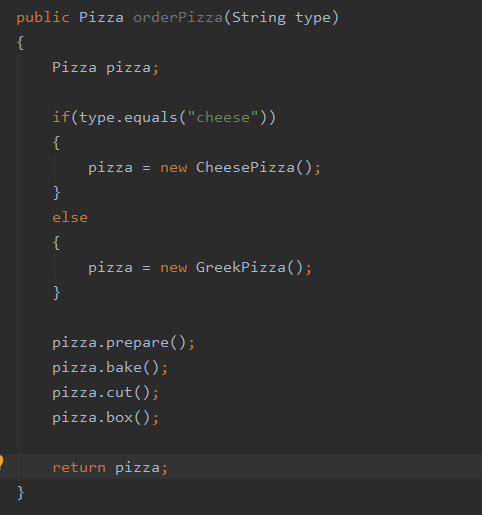 public Pizza orderPizza(String type)
{
    Pizza pizza;
    if(type.equals("cheese"))
    {
        pizza = new CheesePizza();
    }
    else
    {
        pizza = new GreekPizza();
    }
    pizza.prepare();
    pizza.bake();
    pizza.cut();
    pizza.box();
    return pizza;
}